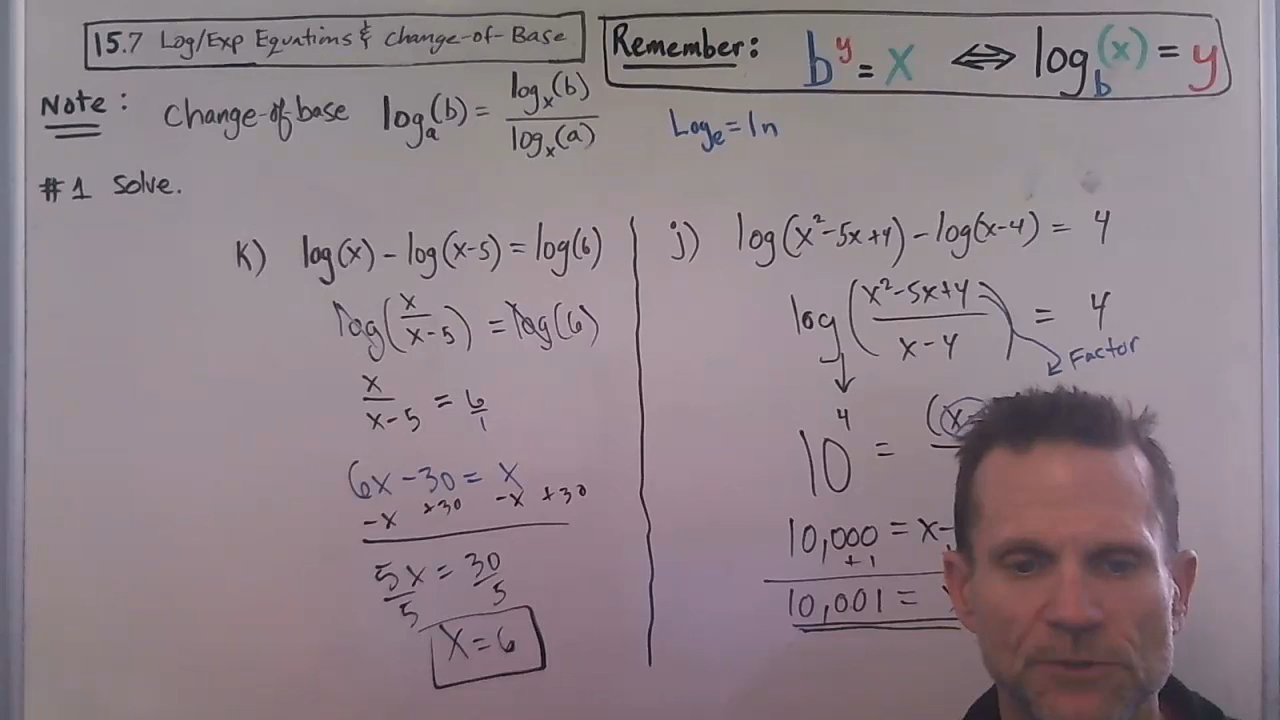 15.7 Log/Exp Equations & Change-of-Base
Remember: b^y = x ⟺ log_b(x) = y
Note: Change-of-base log_a(b) = log_x(b) / log_x(a)
Log_e = ln
#1 Solve.
k) log(x) - log(x-5) = log(6)
log(x / x-5) = log(6)
x / x-5 = 6 / 1
6x - 30 = x
-x +30 -x +30
5x / 5 = 30 / 5
x = 6
j) log(x²-5x+4) - log(x-4) = 4
log(x²-5x+4 / x-4) = 4
Factor
10^4 = (x-
10,000 = x-
+1
10,001 =